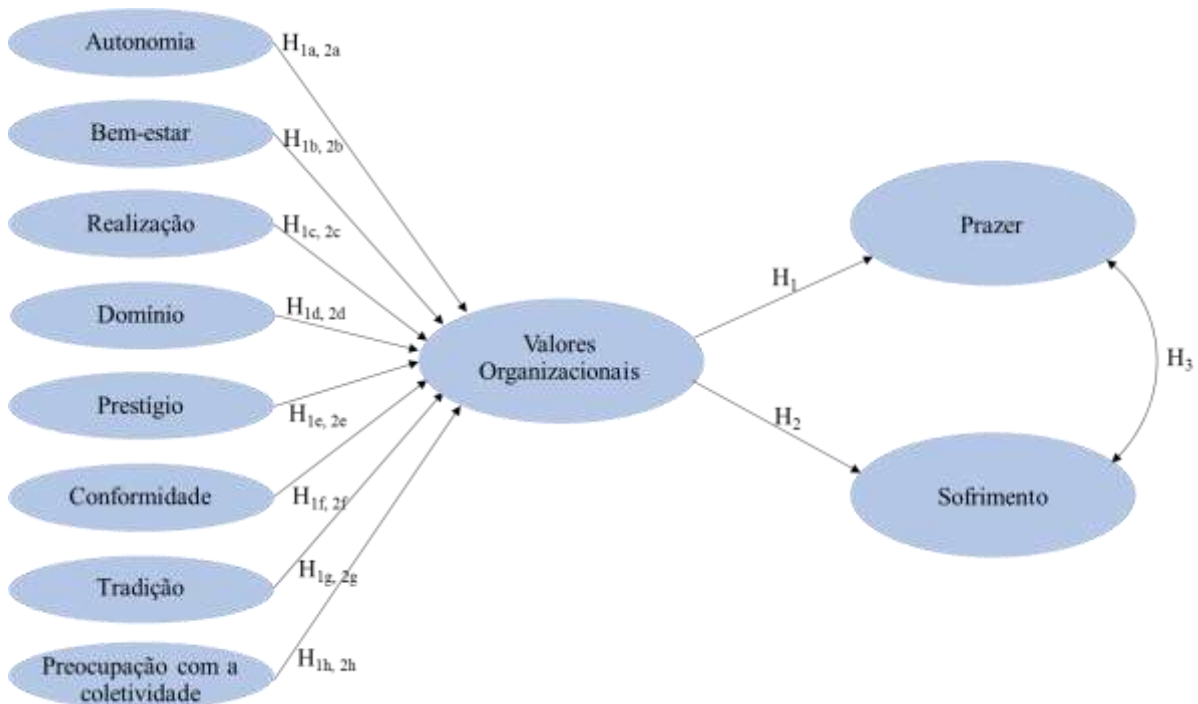 Autonomia
H1a, 2a
Bem-estar
H1b, 2b
Realização
H1c, 2c
Domínio
H1d, 2d
Prestígio
H1e, 2e
Conformidade
H1f, 2f
Tradição
H1g, 2g
Preocupação com a
coletividade
H1h, 2h
Valores
Organizacionais
H1
H2
Prazer
Sofrimento
H3